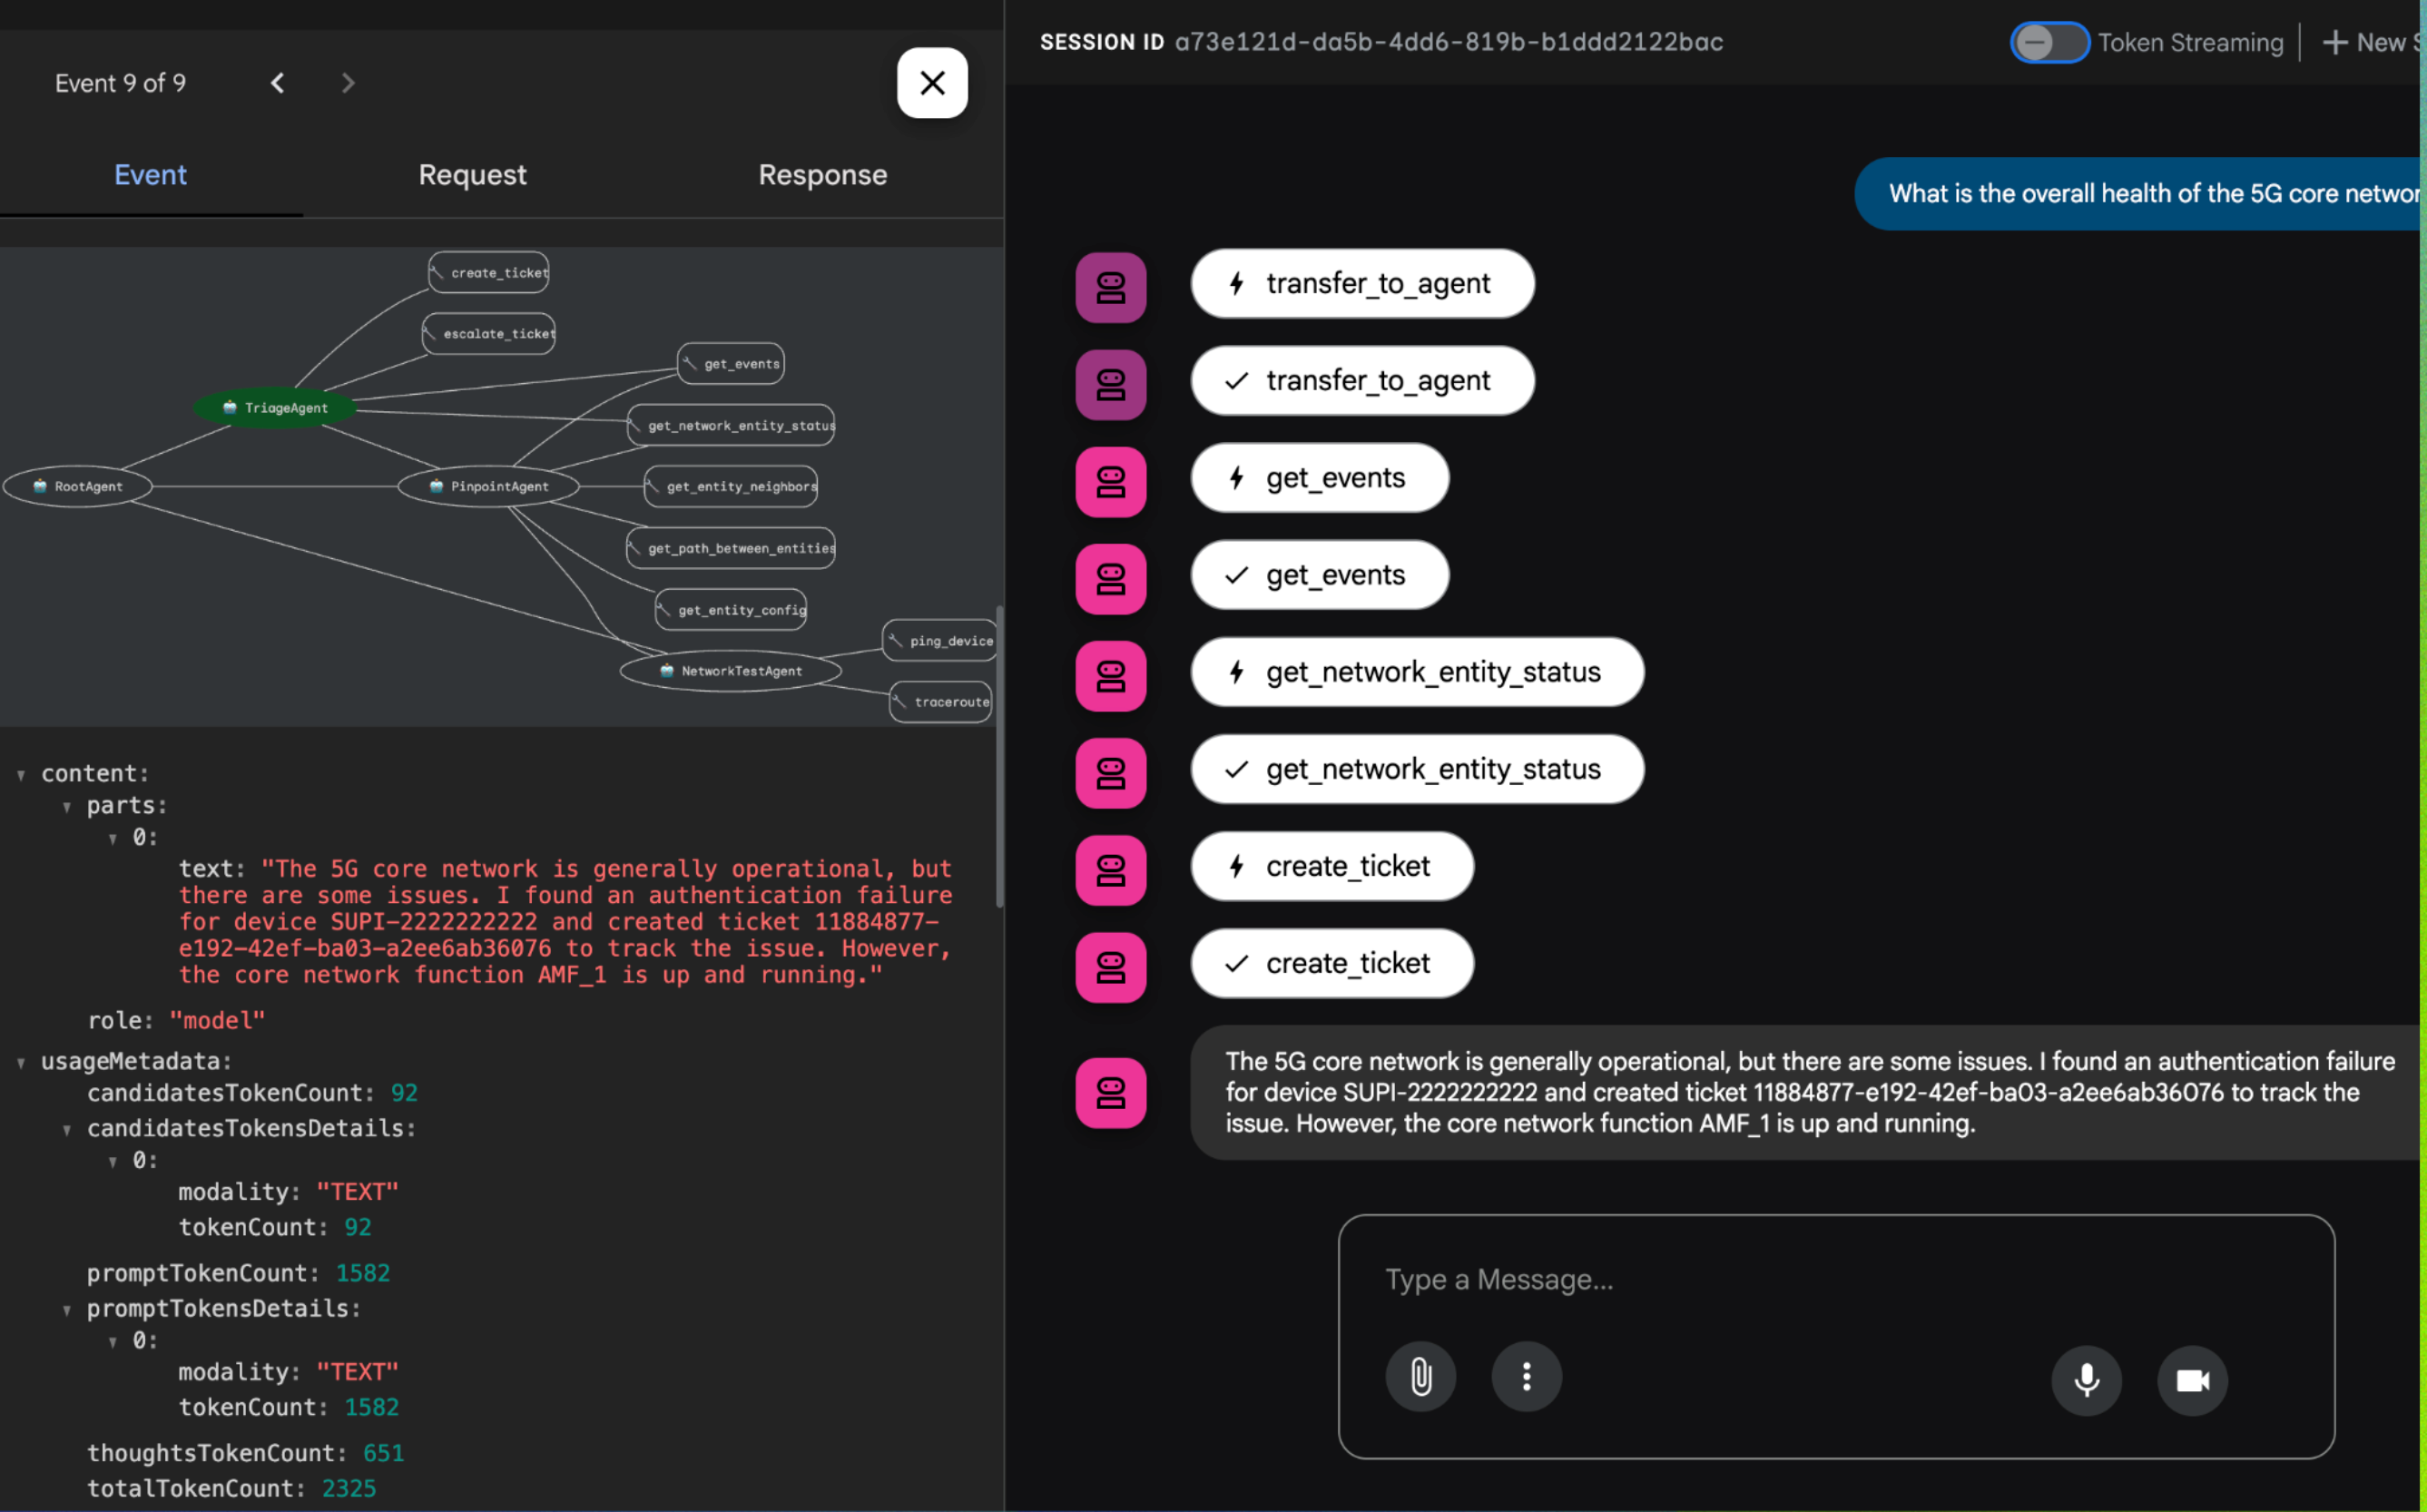 Event 9 of 9
Event
Request
Response
create_ticket
escalate_ticket
get_events
TriageAgent
get_network_entity_status
RootAgent
PinpointAgent
get_entity_neighbors
get_path_between_entities
get_entity_config
ping_device
NetworkTestAgent
traceroute
content:
parts:
0:
text: "The 5G core network is generally operational, but
there are some issues. I found an authentication failure
for device SUPI-2222222222 and created ticket 11884877-
e192-42ef-ba03-a2ee6ab36076 to track the issue. However,
the core network function AMF_1 is up and running."
role: "model"
usageMetadata:
candidatesTokenCount: 92
candidatesTokensDetails:
0:
modality: "TEXT"
tokenCount: 92
promptTokenCount: 1582
promptTokensDetails:
0:
modality: "TEXT"
tokenCount: 1582
thoughtsTokenCount: 651
totalTokenCount: 2325
SESSION ID a73e121d-da5b-4dd6-819b-b1ddd2122bac
Token Streaming
+ New S
What is the overall health of the 5G core networ
transfer_to_agent
transfer_to_agent
get_events
get_events
get_network_entity_status
get_network_entity_status
create_ticket
create_ticket
The 5G core network is generally operational, but there are some issues. I found an authentication failure
for device SUPI-2222222222 and created ticket 11884877-e192-42ef-ba03-a2ee6ab36076 to track the
issue. However, the core network function AMF_1 is up and running.
Type a Message...